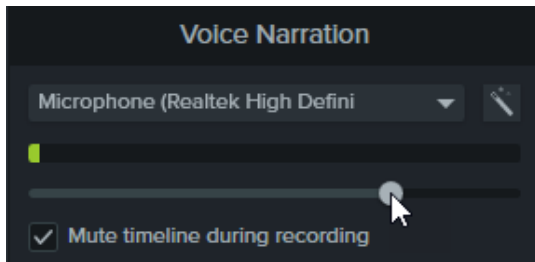 Voice Narration
Microphone (Realtek High Defini
Mute timeline during recording